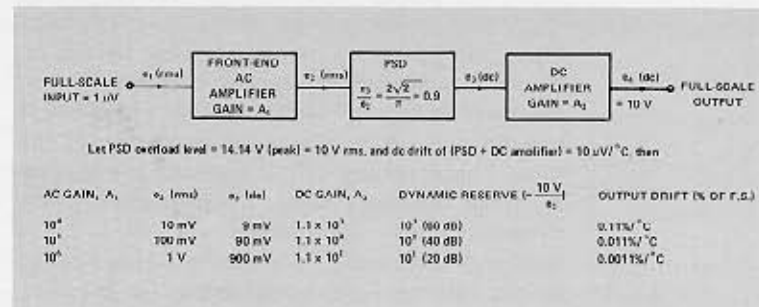 FULL-SCALE
INPUT = 1 μV
e₁ (rms)
FRONT-END
AC
AMPLIFIER
GAIN = A₁
e₂ (rms)
PSD
e₃/e₂ = 2√2/π = 0.9
e₃ (dc)
DC
AMPLIFIER
GAIN = A₂
e₄ (dc)
= 10 V
FULL-SCALE
OUTPUT
Let PSD overload level = 14.14 V (peak) = 10 V rms, and dc drift of (PSD + DC amplifier) = 10 μV/°C, then
AC GAIN, A₁ e₂ (rms) e₃ (dc) DC GAIN, A₂ DYNAMIC RESERVE (= 10 V/e₂) OUTPUT DRIFT (% OF F.S.)
10⁴ 10 mV 9 mV 1.1 x 10³ 10³ (60 dB) 0.11%/°C
10⁵ 100 mV 90 mV 1.1 x 10² 10² (40 dB) 0.011%/°C
10⁶ 1 V 900 mV 1.1 x 10¹ 10¹ (20 dB) 0.0011%/°C